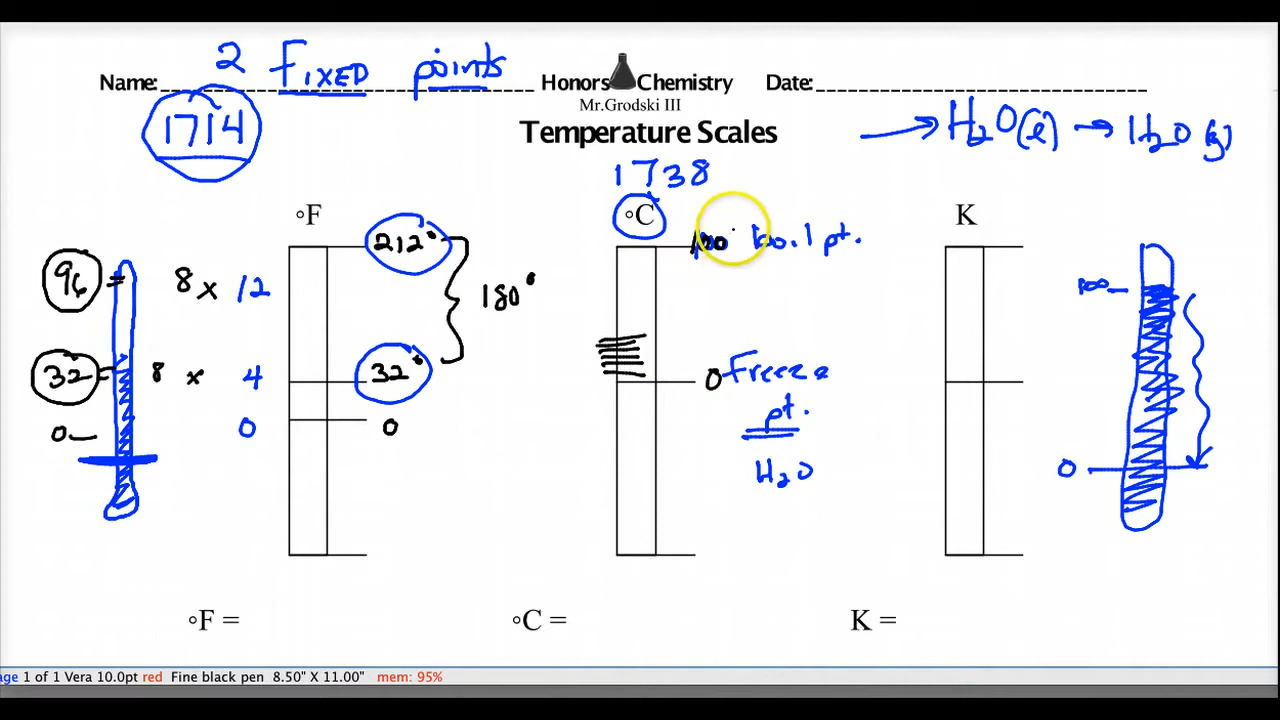 2 FIXED points
Name: Honors Chemistry Date:
Mr.Grodski III
1714
Temperature Scales
→ H₂O(l) → H₂O (g)
1738
°F °C K
212° 100 boil pt.
96 8 x 12 180° 100
32 8 x 4 32° 0 Freeze
pt.
0 0 0
H₂O 0
°F = °C = K =
age 1 of 1 Vera 10.0pt red Fine black pen 8.50" X 11.00" mem: 95%